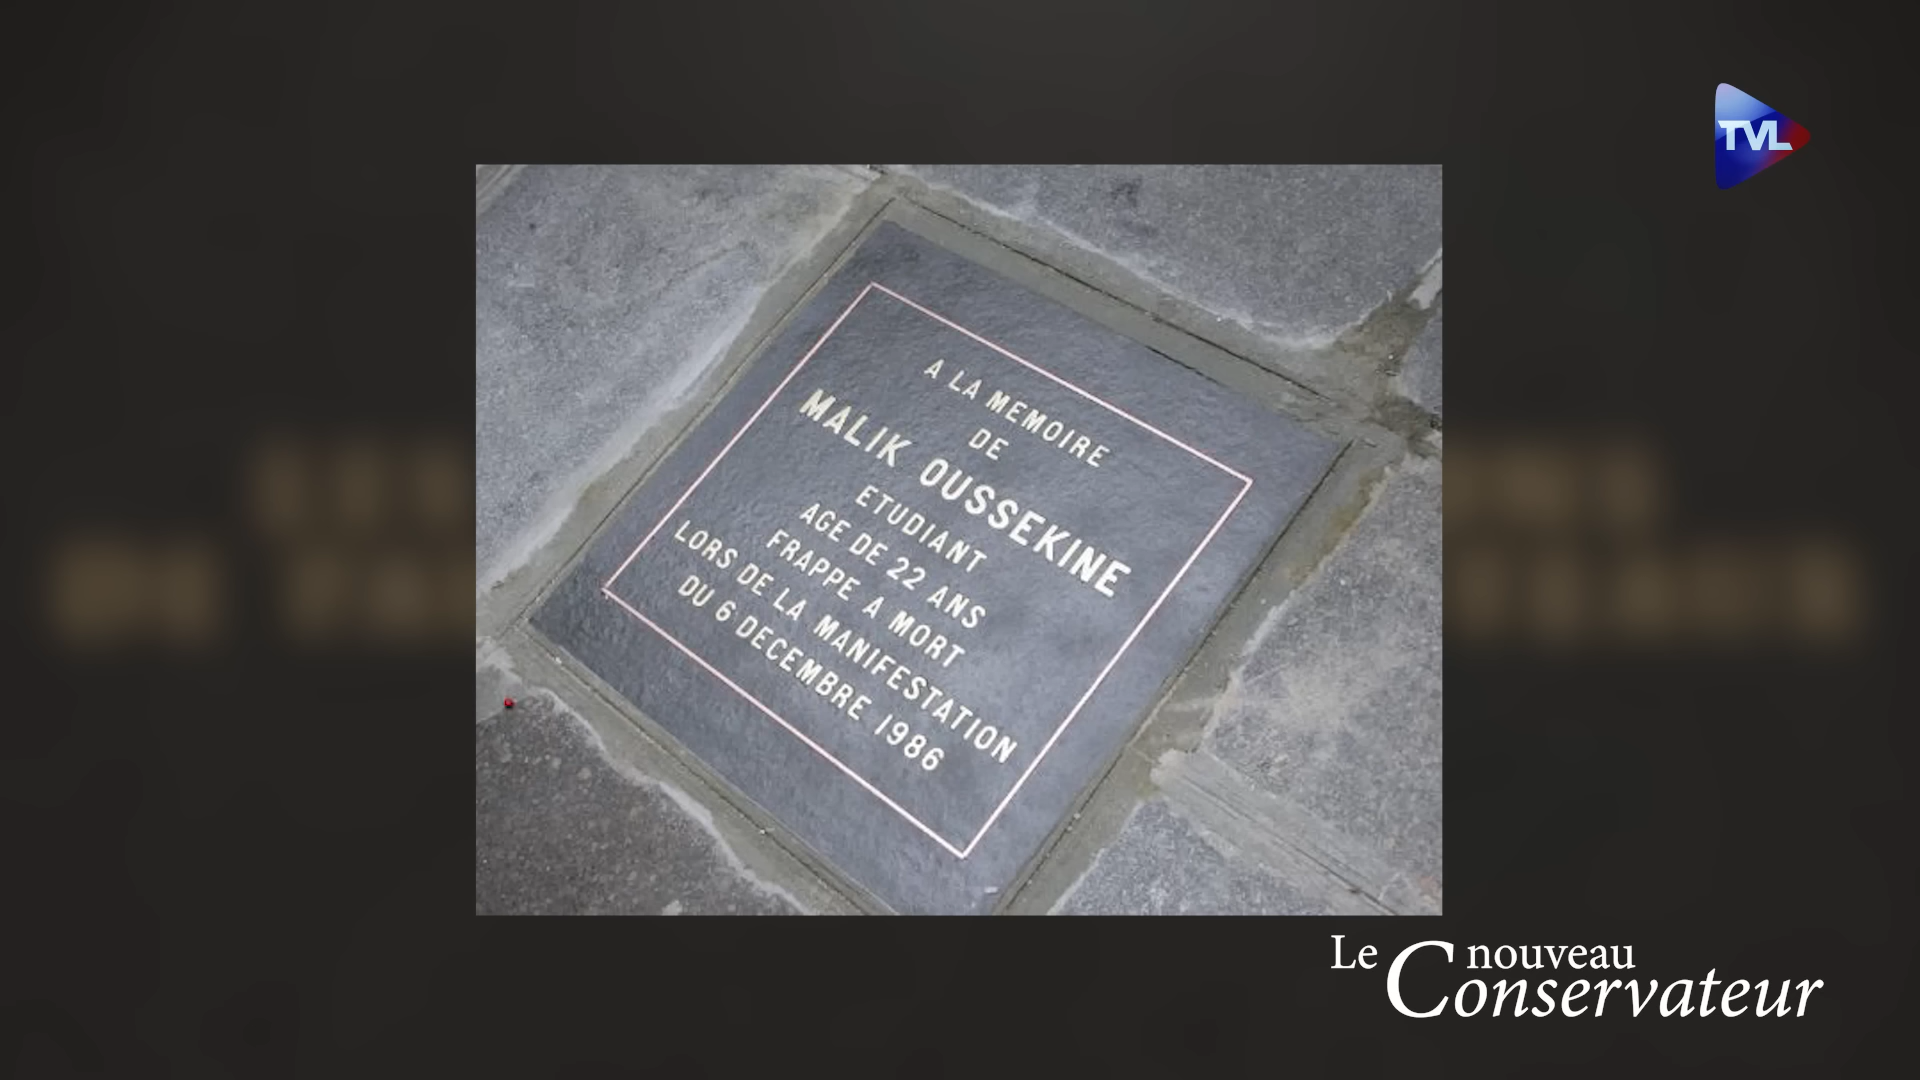 TVL
A LA MEMOIRE
DE
MALIK OUSSEKINE
ETUDIANT
AGE DE 22 ANS
FRAPPE A MORT
LORS DE LA MANIFESTATION
DU 6 DECEMBRE 1986
Le nouveau
Conservateur